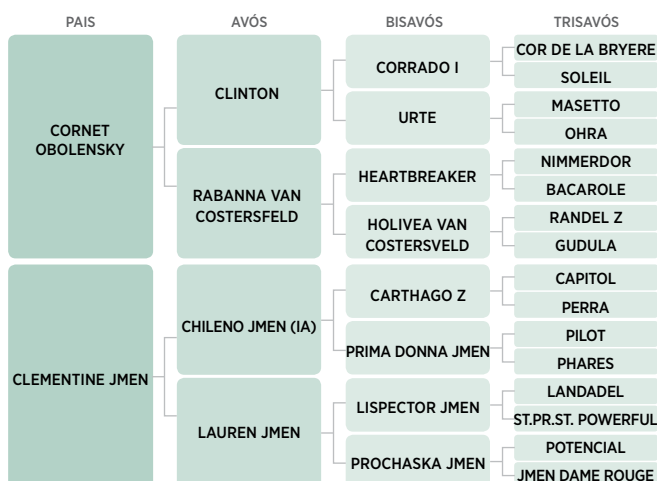 PAIS
AVÓS
BISAVÓS
TRISAVÓS
CORNET
OBOLENSKY
CLINTON
CORRADO I
COR DE LA BRYERE
SOLEIL
URTE
MASETTO
OHRA
RABANNA VAN
COSTERSFELD
HEARTBREAKER
NIMMERDOR
BACAROLE
HOLIVEA VAN
COSTERSVELD
RANDEL Z
GUDULA
CLEMENTINE JMEN
CHILENO JMEN (IA)
CARTHAGO Z
CAPITOL
PERRA
PRIMA DONNA JMEN
PILOT
PHARES
LAUREN JMEN
LISPECTOR JMEN
LANDADEL
ST.PR.ST. POWERFUL
PROCHASKA JMEN
POTENCIAL
JMEN DAME ROUGE